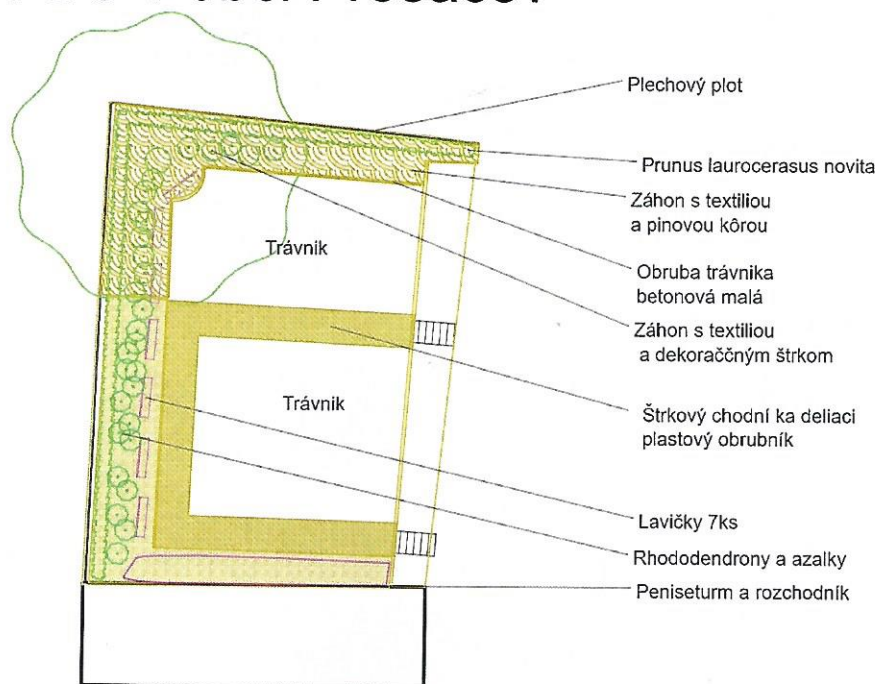 Plechový plot
Prunus laurocerasus novita
Záhon s textiliou
a pinovou kôrou
Trávnik
Obruba trávnika
betonová malá
Záhon s textiliou
a dekoraččným štrkom
Trávnik
Štrkový chodní ka deliaci
plastový obrubník
Lavičky 7ks
Rhododendrony a azalky
Peniseturm a rozchodník